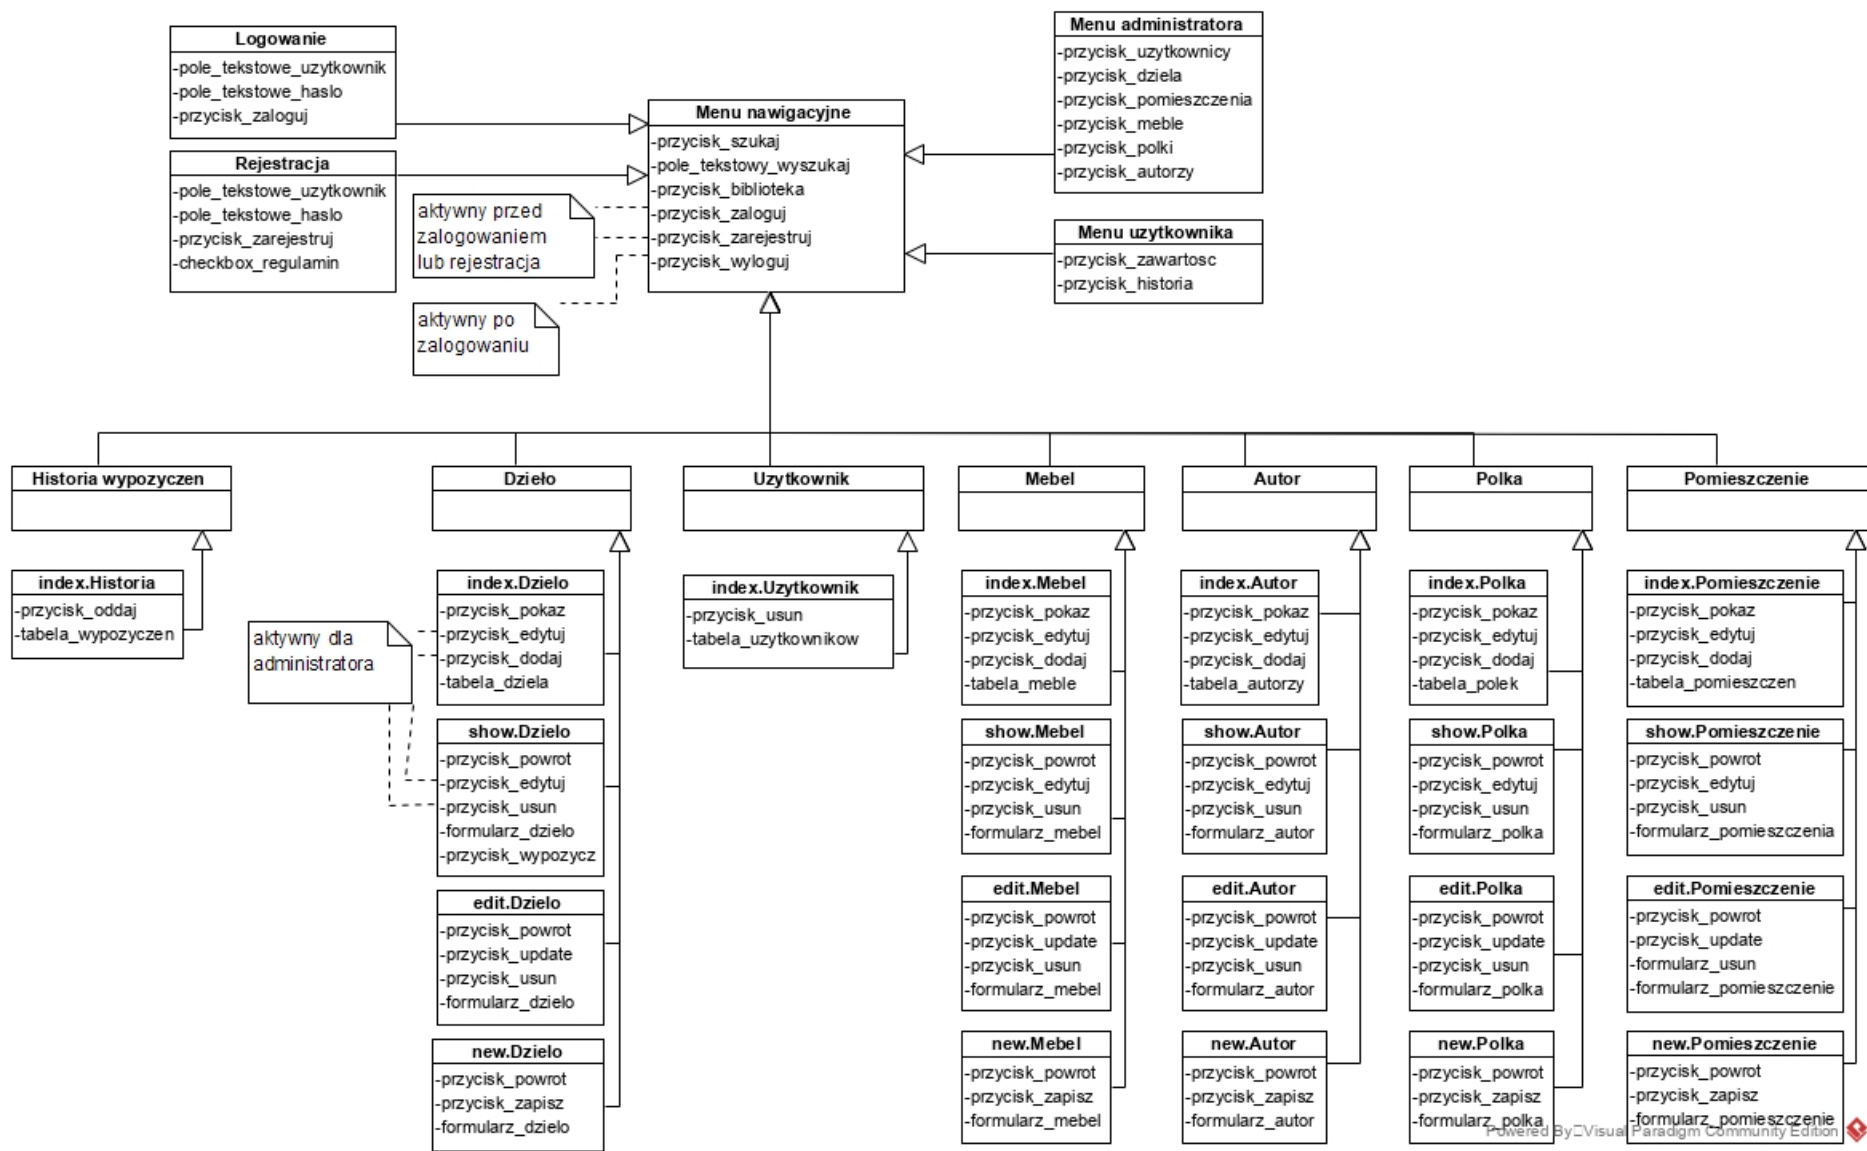 Logowanie
-pole_tekstowe_uzytkownik
-pole_tekstowe_haslo
-przycisk_zaloguj
Rejestracja
-pole_tekstowe_uzytkownik
-pole_tekstowe_haslo
-przycisk_zarejestruj
-checkbox_regulamin
Menu nawigacyjne
-przycisk_szukaj
-pole_tekstowy_wyszukaj
-przycisk_biblioteka
-przycisk_zaloguj
-przycisk_zarejestruj
-przycisk_wyloguj
aktywny przed
zalogowaniem
lub rejestracja
aktywny po
zalogowaniu
Menu administratora
-przycisk_uzytkownicy
-przycisk_dziela
-przycisk_pomieszczenia
-przycisk_meble
-przycisk_polki
-przycisk_autorzy
Menu uzytkownika
-przycisk_zawartosc
-przycisk_historia
Historia wypozyczen
index.Historia
-przycisk_oddaj
-tabela_wypozyczen
aktywny dla
administratora
Dzieło
index.Dzielo
-przycisk_pokaz
-przycisk_edytuj
-przycisk_dodaj
-tabela_dziela
show.Dzielo
-przycisk_powrot
-przycisk_edytuj
-przycisk_usun
-formularz_dzielo
-przycisk_wypozycz
edit.Dzielo
-przycisk_powrot
-przycisk_update
-przycisk_usun
-formularz_dzielo
new.Dzielo
-przycisk_powrot
-przycisk_zapisz
-formularz_dzielo
Uzytkownik
index.Uzytkownik
-przycisk_usun
-tabela_uzytkownikow
Mebel
index.Mebel
-przycisk_pokaz
-przycisk_edytuj
-przycisk_dodaj
-tabela_meble
show.Mebel
-przycisk_powrot
-przycisk_edytuj
-przycisk_usun
-formularz_mebel
edit.Mebel
-przycisk_powrot
-przycisk_update
-przycisk_usun
-formularz_mebel
new.Mebel
-przycisk_powrot
-przycisk_zapisz
-formularz_mebel
Autor
index.Autor
-przycisk_pokaz
-przycisk_edytuj
-przycisk_dodaj
-tabela_autorzy
show.Autor
-przycisk_powrot
-przycisk_edytuj
-przycisk_usun
-formularz_autor
edit.Autor
-przycisk_powrot
-przycisk_update
-przycisk_usun
-formularz_autor
new.Autor
-przycisk_powrot
-przycisk_zapisz
-formularz_autor
Polka
index.Polka
-przycisk_pokaz
-przycisk_edytuj
-przycisk_dodaj
-tabela_polek
show.Polka
-przycisk_powrot
-przycisk_edytuj
-przycisk_usun
-formularz_polka
edit.Polka
-przycisk_powrot
-przycisk_update
-przycisk_usun
-formularz_polka
new.Polka
-przycisk_powrot
-przycisk_zapisz
-formularz_polka
Pomieszczenie
index.Pomieszczenie
-przycisk_pokaz
-przycisk_edytuj
-przycisk_dodaj
-tabela_pomieszczen
show.Pomieszczenie
-przycisk_powrot
-przycisk_edytuj
-przycisk_usun
-formularz_pomieszczenia
edit.Pomieszczenie
-przycisk_powrot
-przycisk_update
-formularz_usun
-formularz_pomieszczenie
new.Pomieszczenie
-przycisk_powrot
-przycisk_zapisz
-formularz_pomieszczenie
Powered By□Visual Paradigm Community Edition